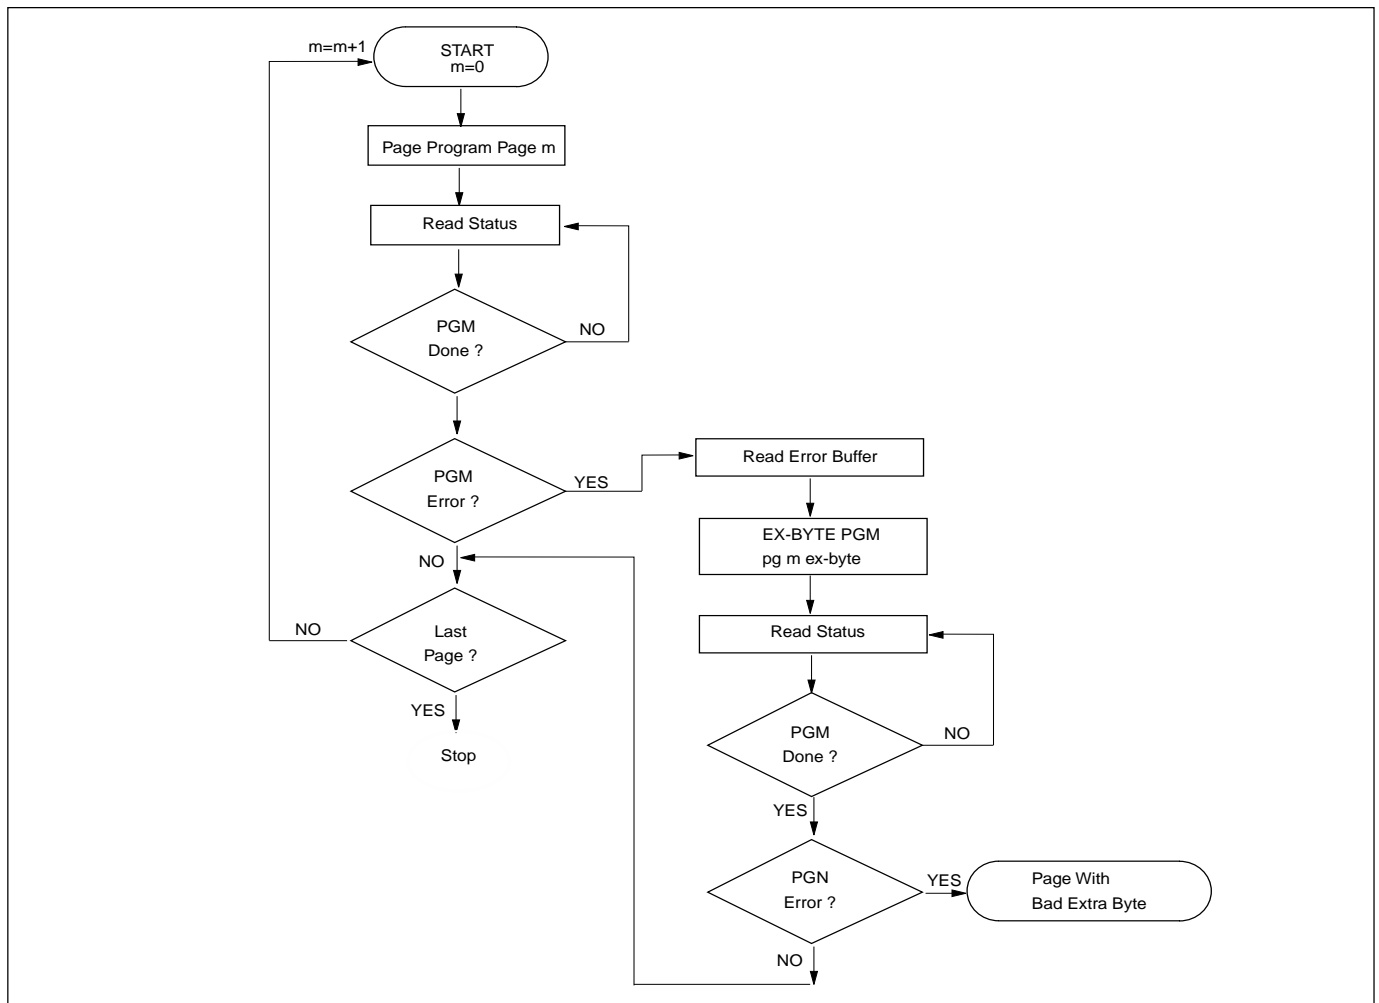 m=m+1
START
m=0
Page Program Page m
Read Status
PGM
Done ?
NO
PGM
Error ?
YES
NO
Last
Page ?
NO
YES
Stop
Read Error Buffer
EX-BYTE PGM
pg m ex-byte
Read Status
PGM
Done ?
NO
YES
PGN
Error ?
YES
NO
Page With
Bad Extra Byte